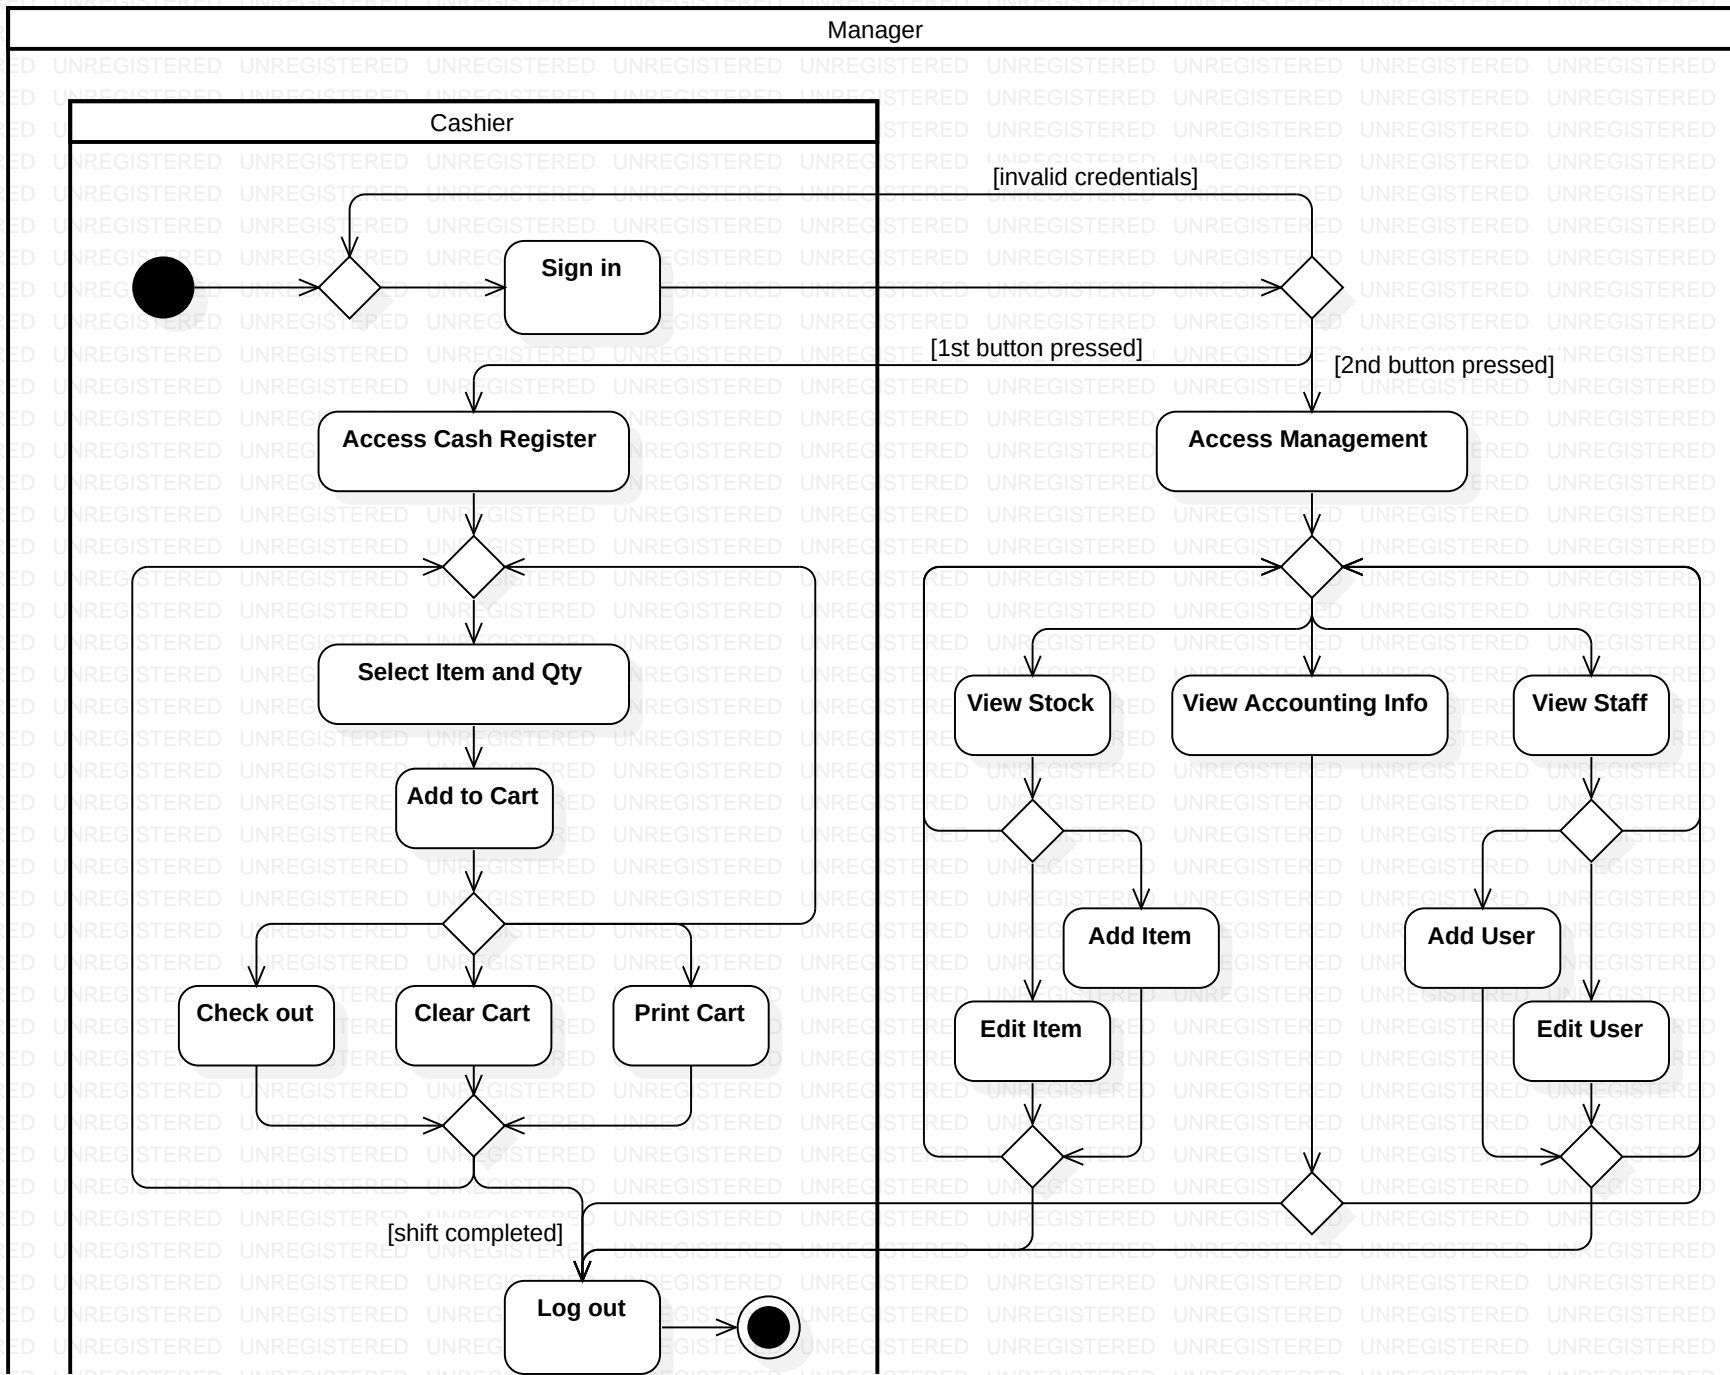 Manager
Cashier
[invalid credentials]
Sign in
[1st button pressed]
[2nd button pressed]
Access Cash Register
Access Management
Select Item and Qty
View Stock
View Accounting Info
View Staff
Add to Cart
Add Item
Add User
Check out
Clear Cart
Print Cart
Edit Item
Edit User
[shift completed]
Log out
UNREGISTERED